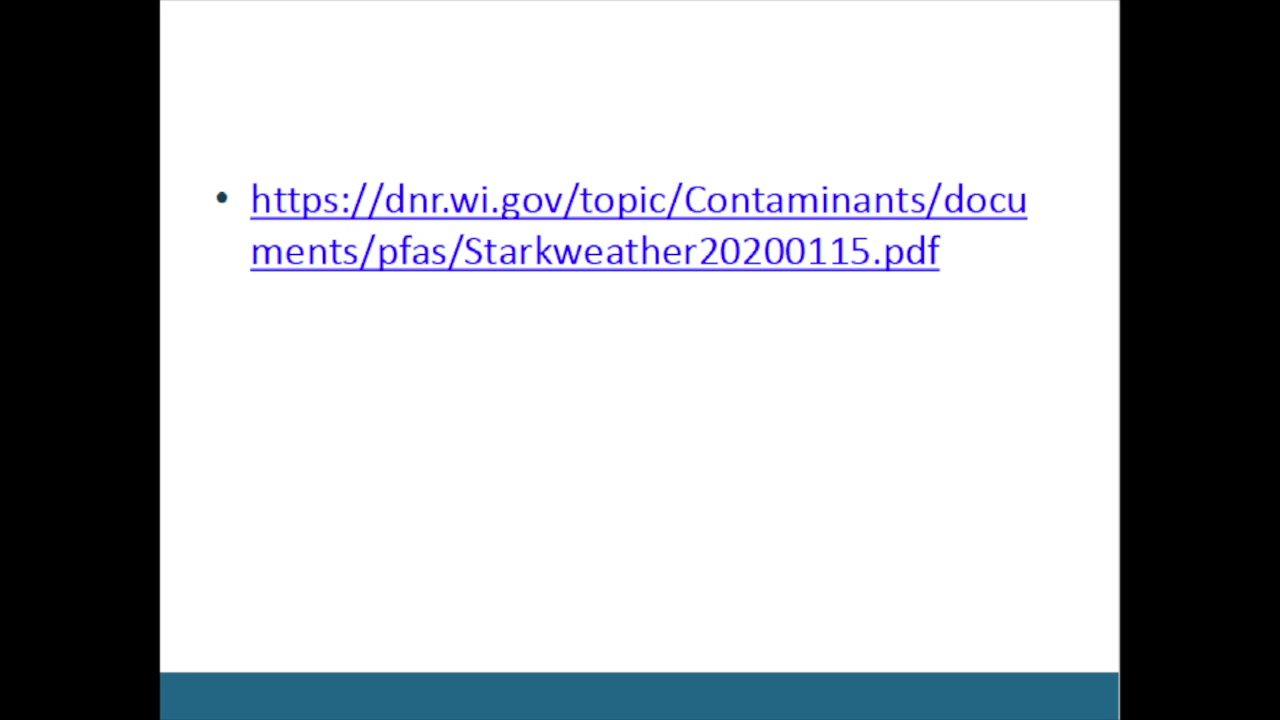 • https://dnr.wi.gov/topic/Contaminants/docu
ments/pfas/Starkweather20200115.pdf